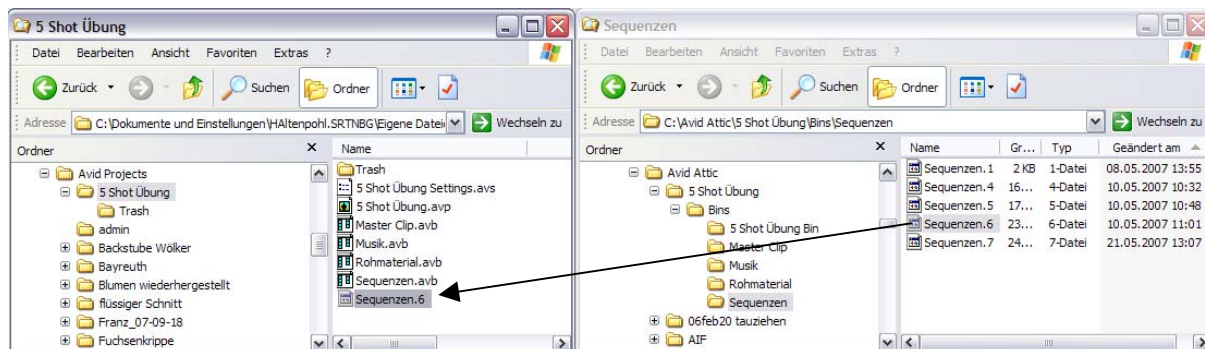 5 Shot Übung
Datei Bearbeiten Ansicht Favoriten Extras ?
Zurück Suchen Ordner
Adresse C:\Dokumente und Einstellungen\HAltenpohl.SRTNBG\Eigene Datei Wechseln zu
Ordner
Avid Projects
5 Shot Übung
Trash
admin
Backstube Wölker
Bayreuth
Blumen wiederhergestellt
flüssiger Schnitt
Franz_07-09-18
Fuchsenkrippe
Name
Trash
5 Shot Übung Settings.avs
5 Shot Übung.avp
Master Clip.avb
Musik.avb
Rohmaterial.avb
Sequenzen.avb
Sequenzen.6
Sequenzen
Datei Bearbeiten Ansicht Favoriten Extras ?
Zurück Suchen Ordner
Adresse C:\Avid Attic\5 Shot Übung\Bins\Sequenzen Wechseln zu
Ordner
Avid Attic
5 Shot Übung
Bins
5 Shot Übung Bin
Master Clip
Musik
Rohmaterial
Sequenzen
06feb20 tauziehen
AIF
Name Gr... Typ Geändert am
Sequenzen.1 2 KB 1-Datei 08.05.2007 13:55
Sequenzen.4 16... 4-Datei 10.05.2007 10:32
Sequenzen.5 17... 5-Datei 10.05.2007 10:48
Sequenzen.6 23... 6-Datei 10.05.2007 11:01
Sequenzen.7 24... 7-Datei 21.05.2007 13:07